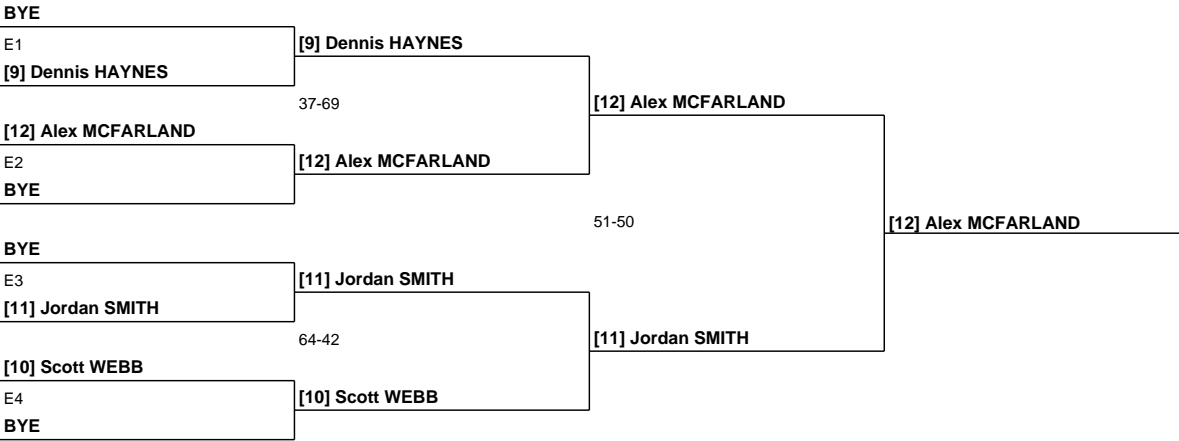 BYE
E1
[9] Dennis HAYNES
[12] Alex MCFARLAND
E2
BYE
BYE
E3
[11] Jordan SMITH
[10] Scott WEBB
E4
BYE
[9] Dennis HAYNES
37-69
[12] Alex MCFARLAND
[11] Jordan SMITH
64-42
[10] Scott WEBB
[12] Alex MCFARLAND
51-50
[11] Jordan SMITH
[12] Alex MCFARLAND